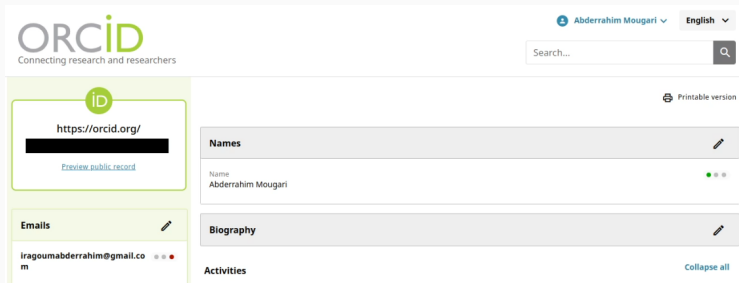 ORCID
Connecting research and researchers
Abderrahim Mougari
English
Search...
Printable version
iD
https://orcid.org/
Preview public record
Names
Name
Abderrahim Mougari
Emails
iragoumabderrahim@gmail.co
m
Biography
Activities
Collapse all